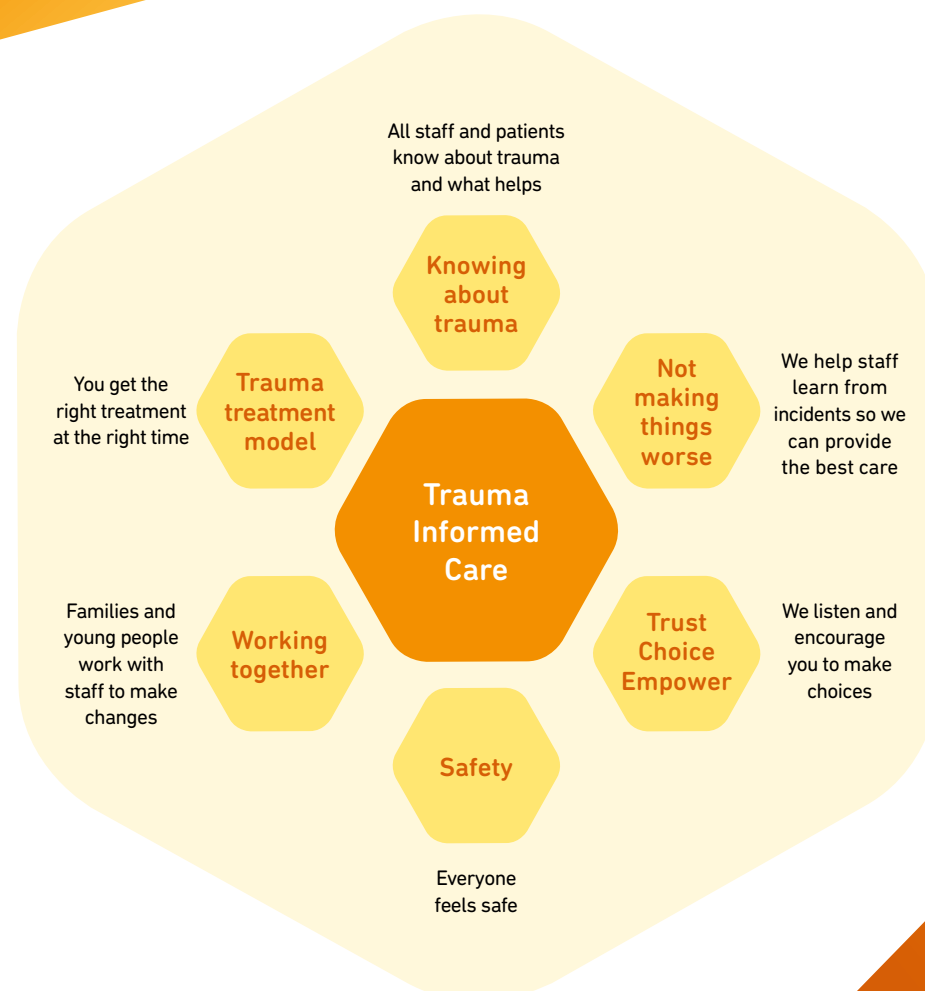 All staff and patients
know about trauma
and what helps
Knowing
about
trauma
Not
making
things
worse
We help staff
learn from
incidents so we
can provide
the best care
You get the
right treatment
at the right time
Trauma
treatment
model
Trauma
Informed
Care
Families and
young people
work with
staff to make
changes
Working
together
Trust
Choice
Empower
We listen and
encourage
you to make
choices
Safety
Everyone
feels safe